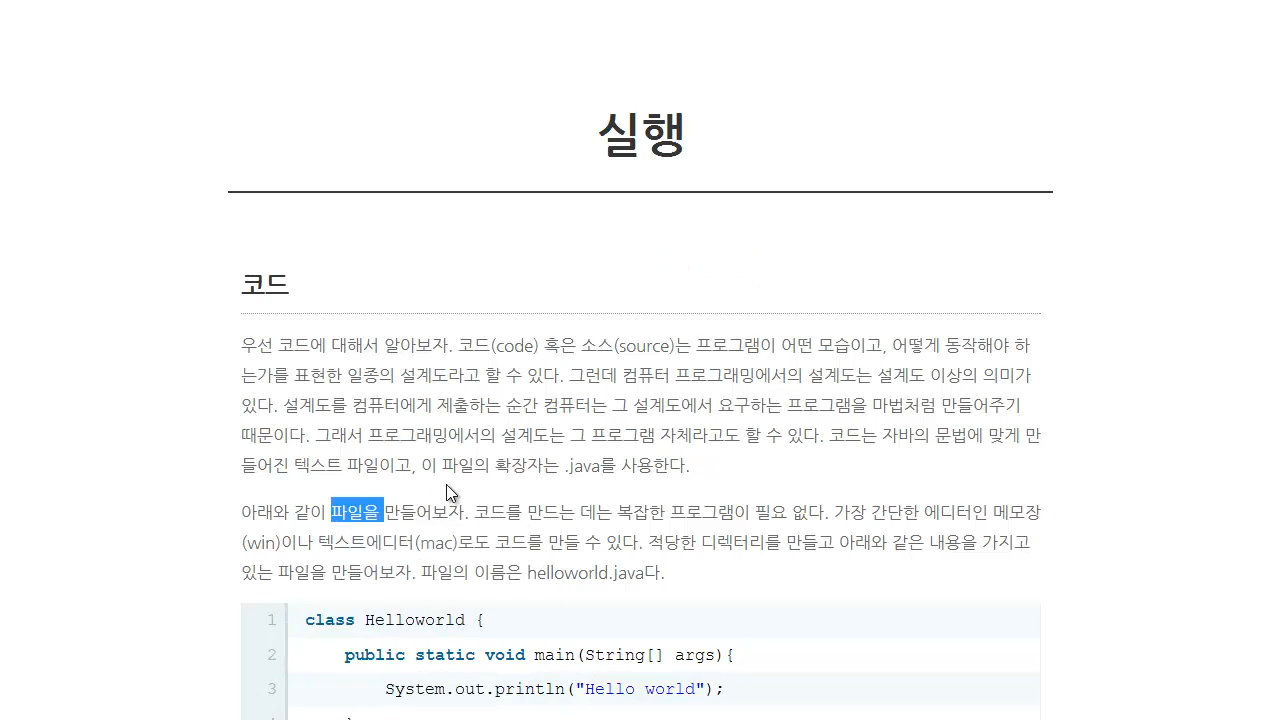 실행
코드
우선 코드에 대해서 알아보자. 코드(code) 혹은 소스(source)는 프로그램이 어떤 모습이고, 어떻게 동작해야 하
는가를 표현한 일종의 설계도라고 할 수 있다. 그런데 컴퓨터 프로그래밍에서의 설계도는 설계도 이상의 의미가
있다. 설계도를 컴퓨터에게 제출하는 순간 컴퓨터는 그 설계도에서 요구하는 프로그램을 마법처럼 만들어주기
때문이다. 그래서 프로그래밍에서의 설계도는 그 프로그램 자체라고도 할 수 있다. 코드는 자바의 문법에 맞게 만
들어진 텍스트 파일이고, 이 파일의 확장자는 .java를 사용한다.
아래와 같이 파일을 만들어보자. 코드를 만드는 데는 복잡한 프로그램이 필요 없다. 가장 간단한 에디터인 메모장
(win)이나 텍스트에디터(mac)로도 코드를 만들 수 있다. 적당한 디렉터리를 만들고 아래와 같은 내용을 가지고
있는 파일을 만들어보자. 파일의 이름은 helloworld.java다.
1 class Helloworld {
2 public static void main(String[] args){
3 System.out.println("Hello world");